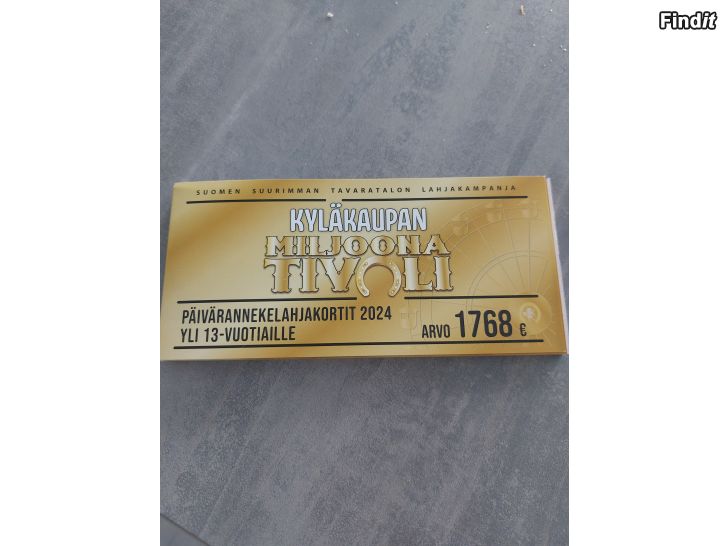 Findit
SUOMEN SUURIMMAN TAVARATALON LAHJAKAMPANJA
KYLÄKAUPAN
MILJOONA
TIVOLI
PÄIVÄRANNEKELAHJAKORTIT 2024
YLI 13-VUOTIAILLE
ARVO 1768 €